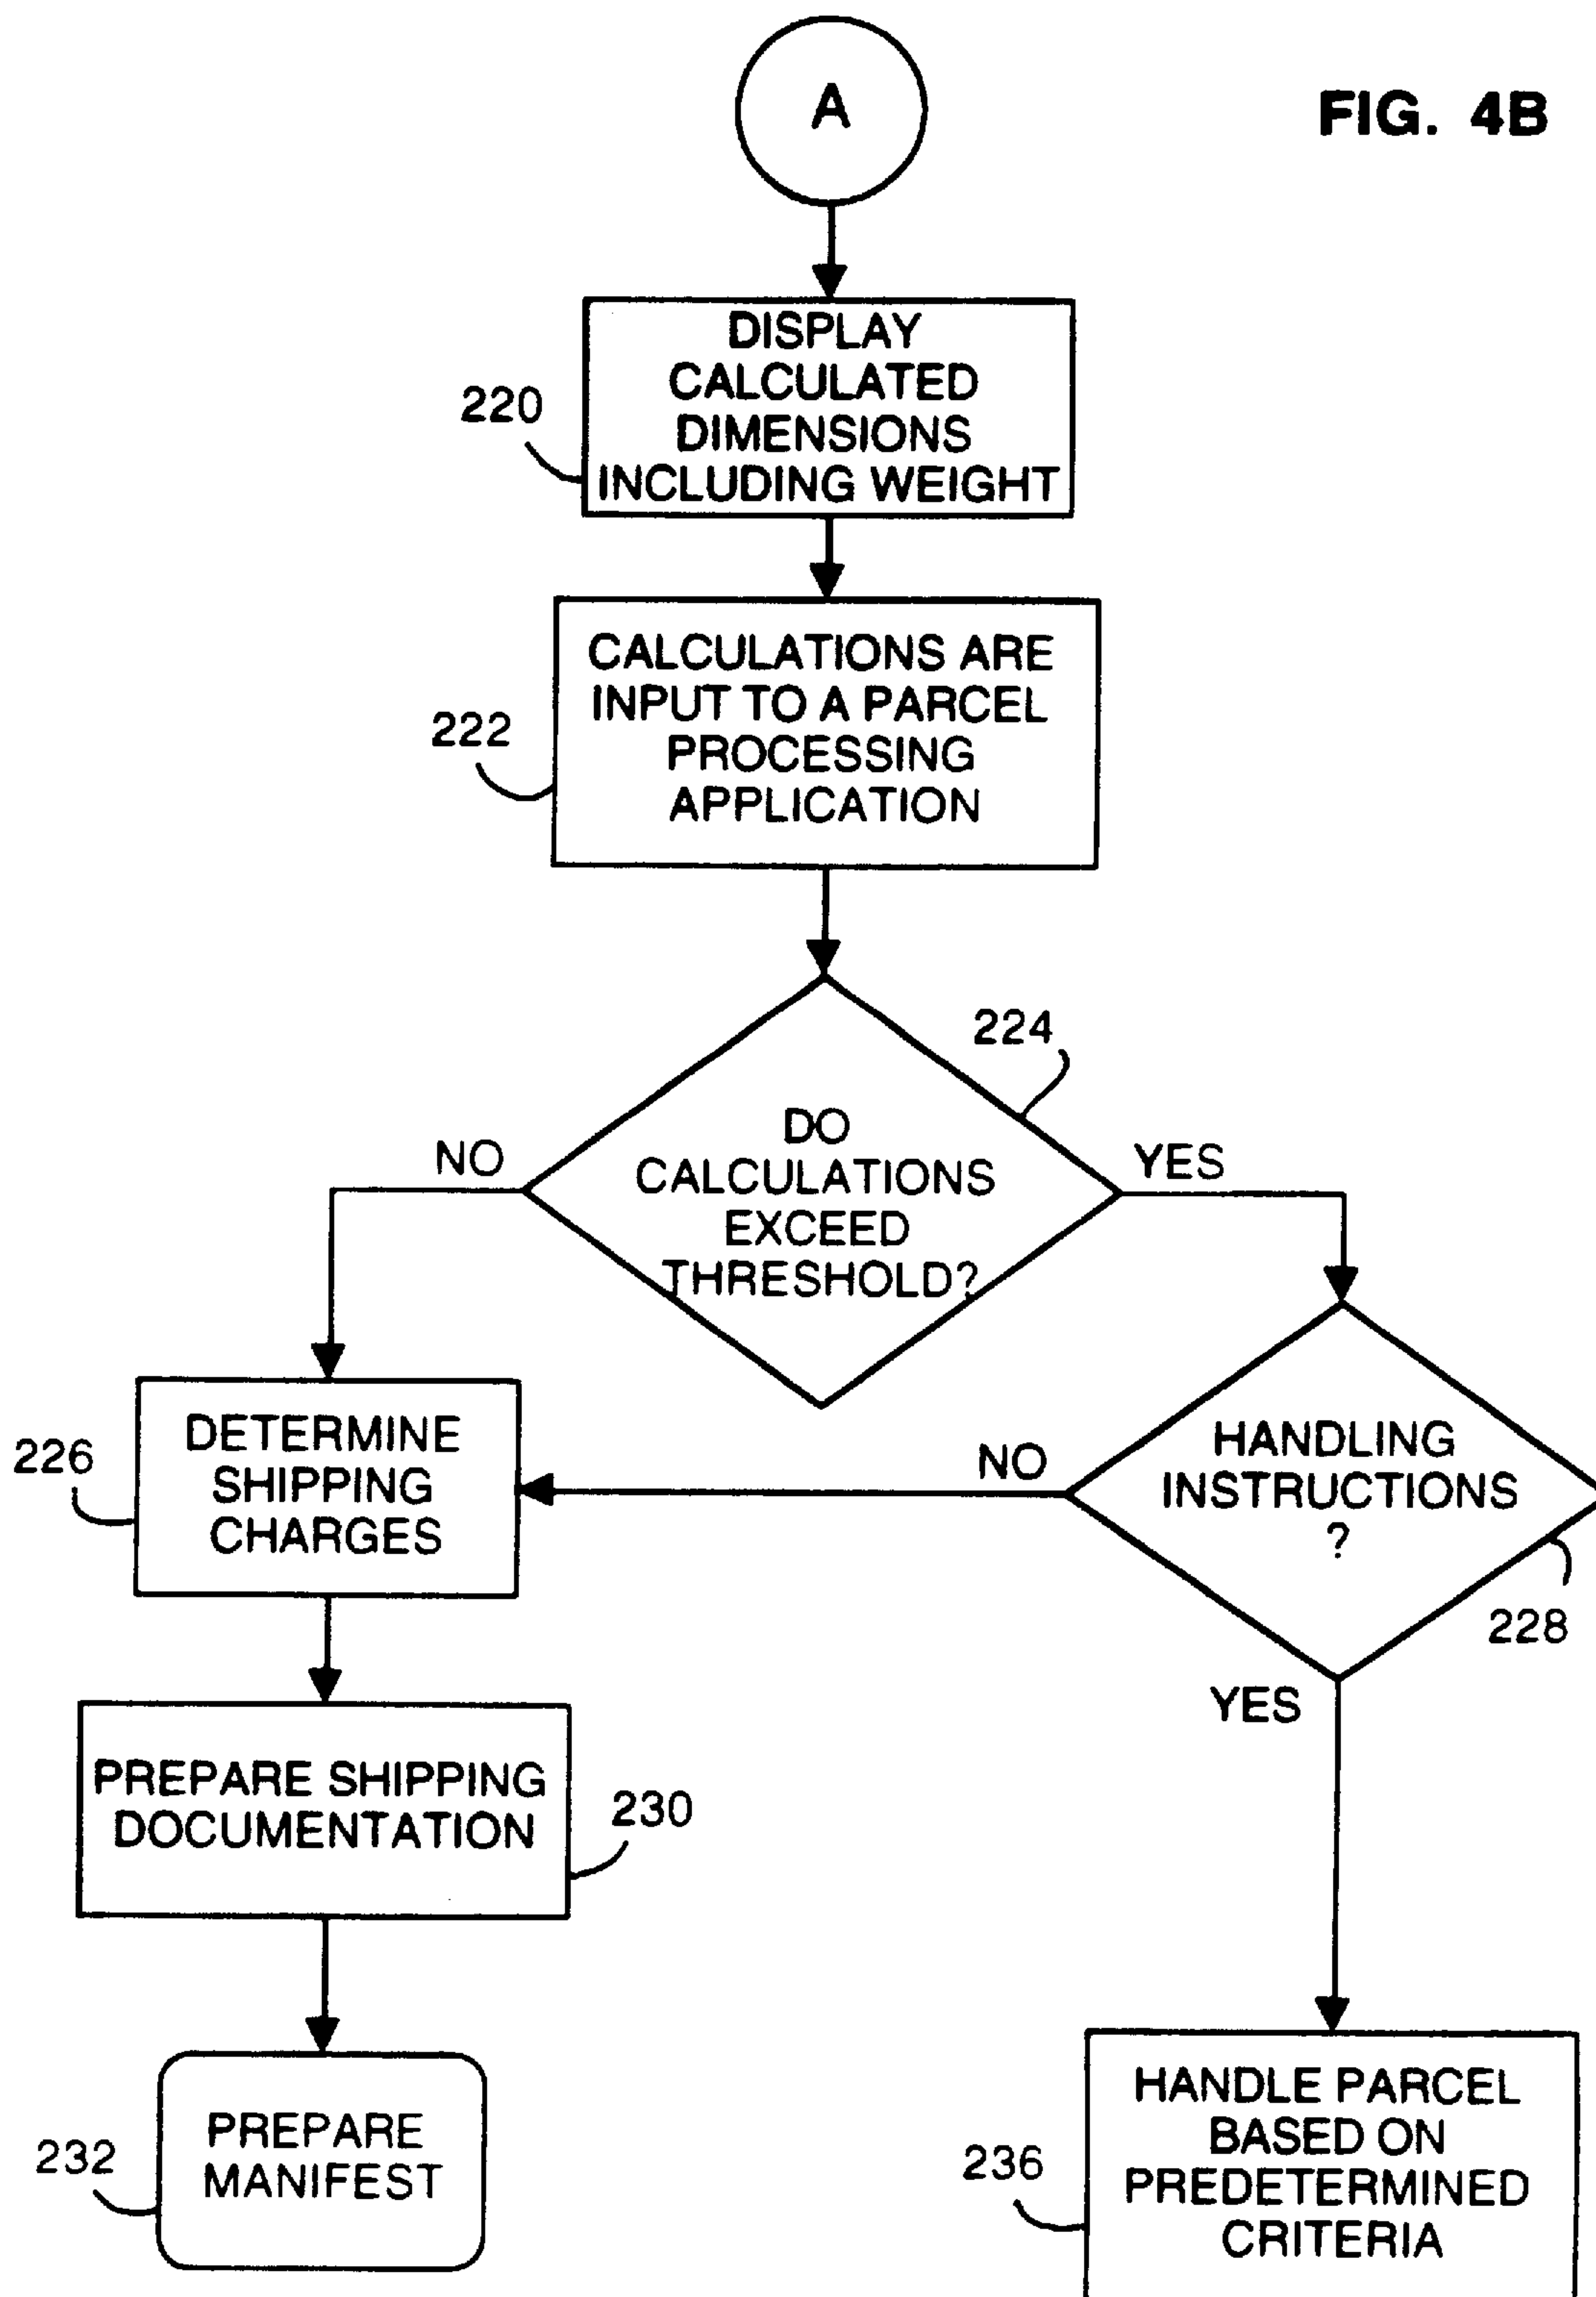 A
FIG. 4B
DISPLAY
CALCULATED
DIMENSIONS
INCLUDING WEIGHT
220
CALCULATIONS ARE
INPUT TO A PARCEL
PROCESSING
APPLICATION
222
224
DO
CALCULATIONS
EXCEED
THRESHOLD?
NO
YES
DETERMINE
SHIPPING
CHARGES
226
NO
HANDLING
INSTRUCTIONS
?
228
YES
PREPARE SHIPPING
DOCUMENTATION
230
PREPARE
MANIFEST
232
HANDLE PARCEL
BASED ON
PREDETERMINED
CRITERIA
236